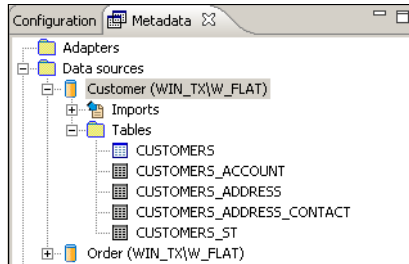 Configuration Metadata
Adapters
Data sources
Customer (WIN_TX\W_FLAT)
Imports
Tables
CUSTOMERS
CUSTOMERS_ACCOUNT
CUSTOMERS_ADDRESS
CUSTOMERS_ADDRESS_CONTACT
CUSTOMERS_ST
Order (WIN_TX\W_FLAT)